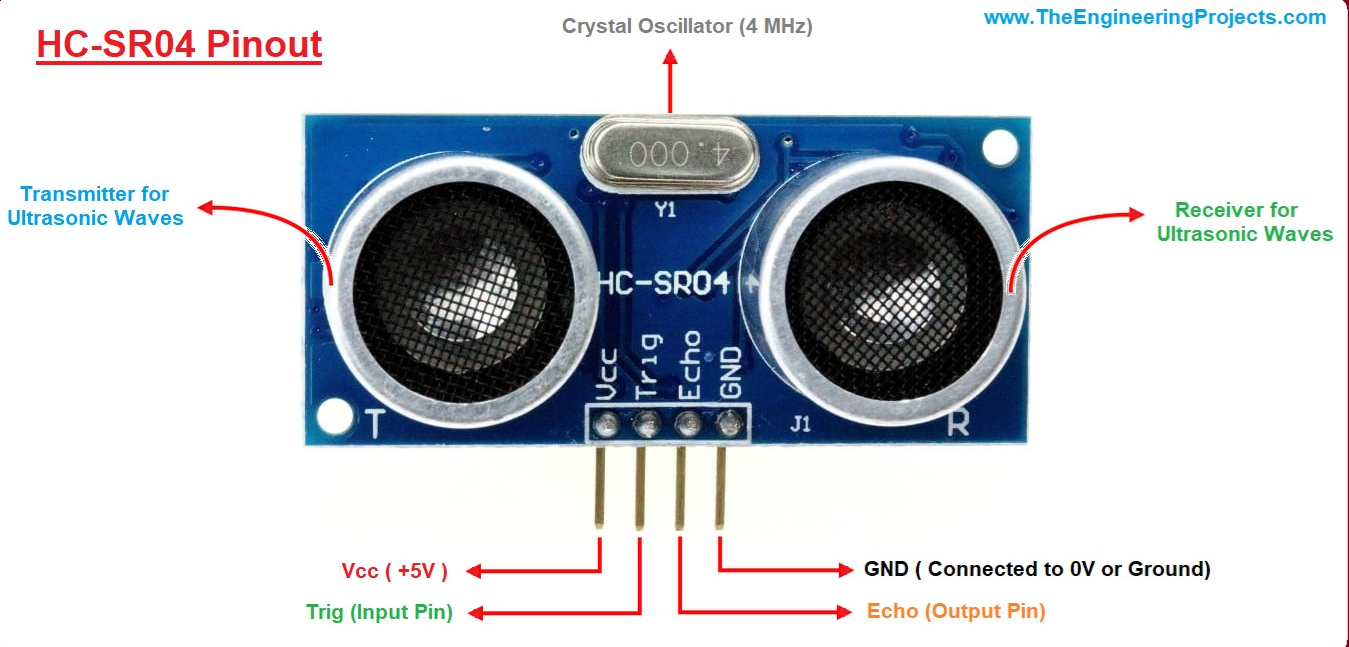 HC-SR04 Pinout
Crystal Oscillator (4 MHz)
www.TheEngineeringProjects.com
4.000
Y1
Transmitter for
Ultrasonic Waves
Receiver for
Ultrasonic Waves
HC-SR04
Vcc
Trig
Echo
GND
T
J1
R
Vcc ( +5V )
GND ( Connected to 0V or Ground)
Trig (Input Pin)
Echo (Output Pin)